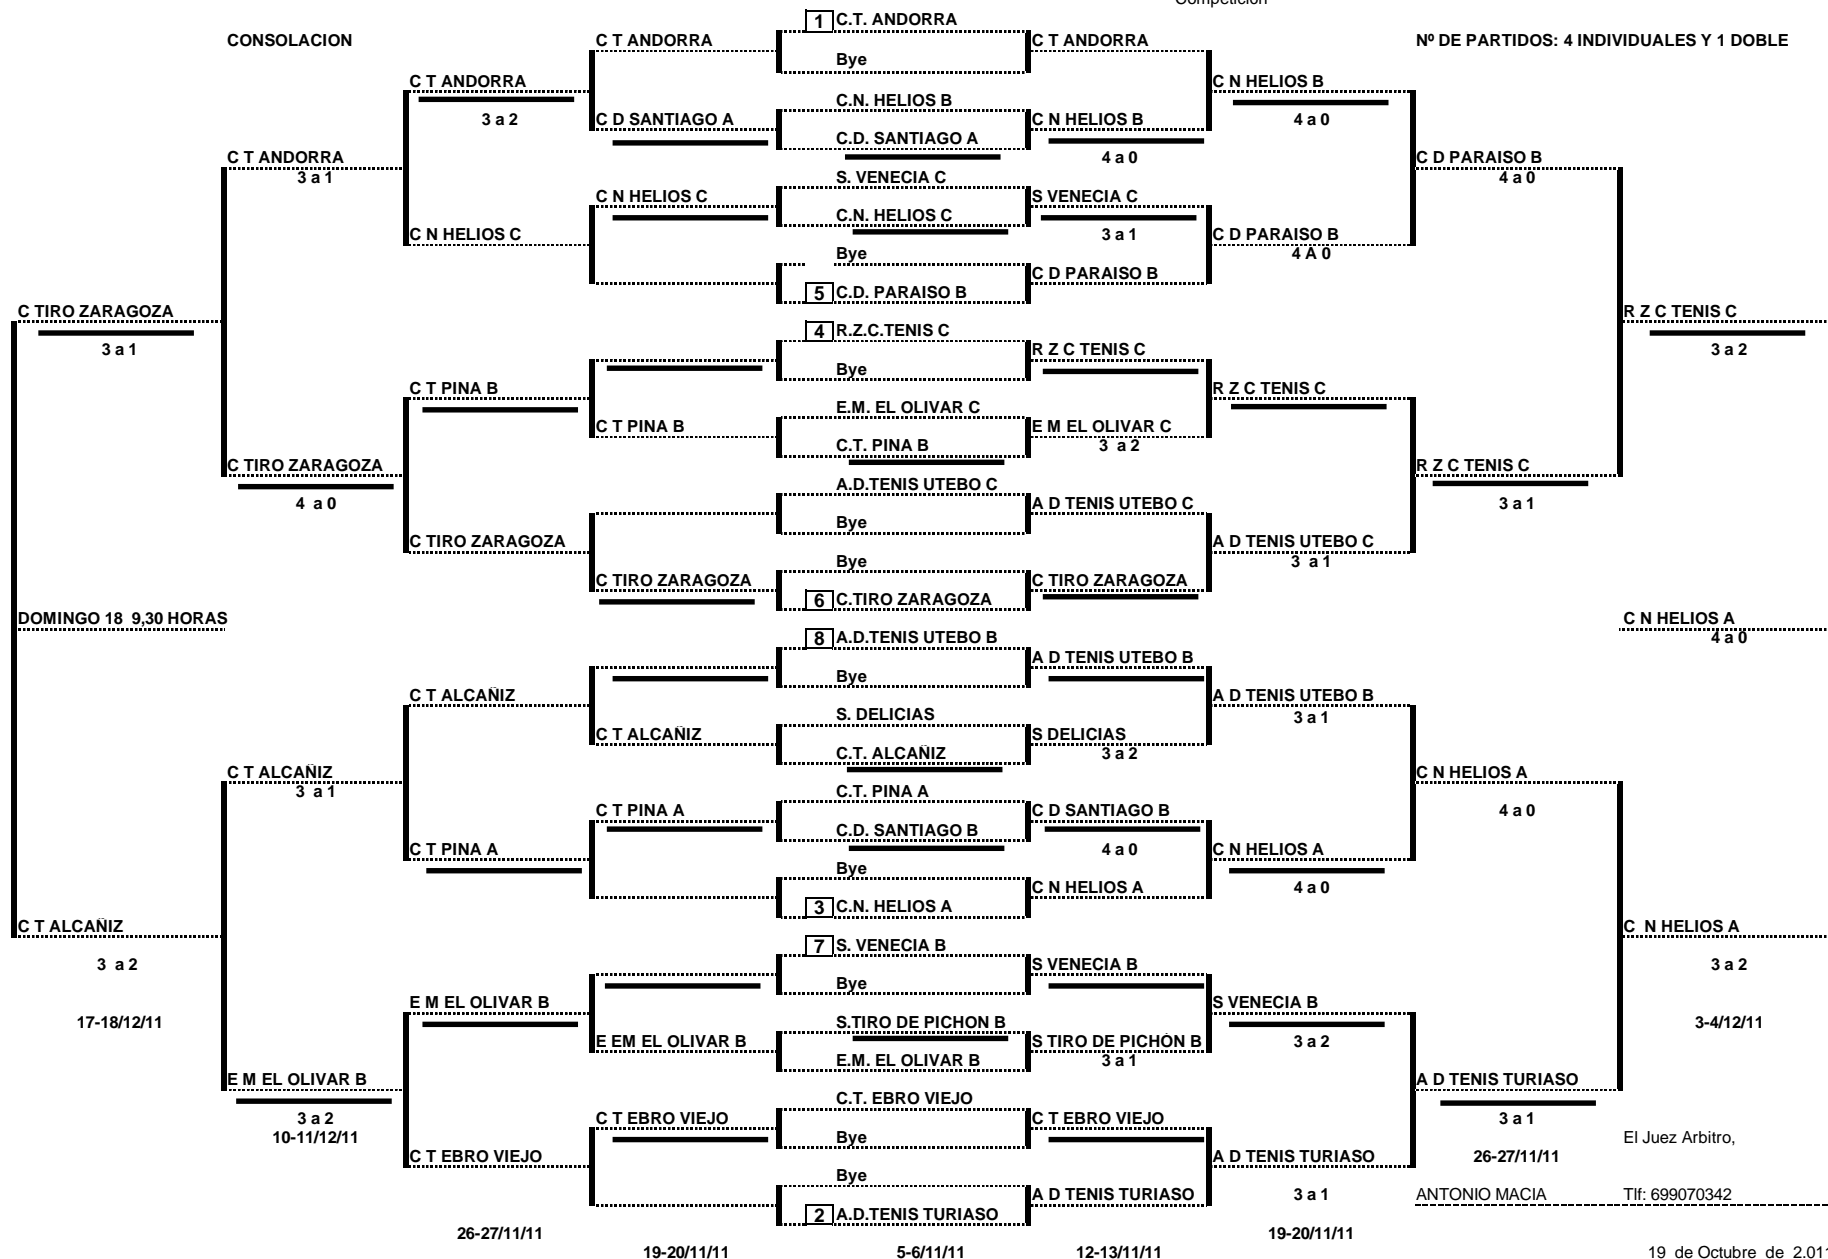 Competición
1 C.T. ANDORRA
CONSOLACION
C T ANDORRA
C T ANDORRA
Nº DE PARTIDOS: 4 INDIVIDUALES Y 1 DOBLE
Bye
C T ANDORRA
C N HELIOS B
C.N. HELIOS B
3 a 2
C D SANTIAGO A
C N HELIOS B
4 a 0
C.D. SANTIAGO A
C T ANDORRA
4 a 0
C D PARAISO B
3 a 1
S. VENECIA C
4 a 0
C N HELIOS C
S VENECIA C
C.N. HELIOS C
C N HELIOS C
3 a 1
C D PARAISO B
Bye
4 A 0
C D PARAISO B
5 C.D. PARAISO B
C TIRO ZARAGOZA
R Z C TENIS C
4 R.Z.C.TENIS C
3 a 1
R Z C TENIS C
3 a 2
Bye
C T PINA B
R Z C TENIS C
E.M. EL OLIVAR C
C T PINA B
E M EL OLIVAR C
C.T. PINA B
3 a 2
C TIRO ZARAGOZA
R Z C TENIS C
A.D.TENIS UTEBO C
4 a 0
A D TENIS UTEBO C
3 a 1
Bye
C TIRO ZARAGOZA
A D TENIS UTEBO C
Bye
3 a 1
C TIRO ZARAGOZA
C TIRO ZARAGOZA
6 C.TIRO ZARAGOZA
DOMINGO 18 9,30 HORAS
C N HELIOS A
8 A.D.TENIS UTEBO B
4 a 0
A D TENIS UTEBO B
Bye
C T ALCAÑIZ
A D TENIS UTEBO B
S. DELICIAS
3 a 1
C T ALCAÑIZ
S DELICIAS
C.T. ALCAÑIZ
3 a 2
C T ALCAÑIZ
C N HELIOS A
3 a 1
C.T. PINA A
C T PINA A
C D SANTIAGO B
4 a 0
C.D. SANTIAGO B
C T PINA A
4 a 0
C N HELIOS A
Bye
C N HELIOS A
4 a 0
3 C.N. HELIOS A
C T ALCAÑIZ
C N HELIOS A
7 S. VENECIA B
3 a 2
S VENECIA B
3 a 2
Bye
E M EL OLIVAR B
S VENECIA B
17-18/12/11
S.TIRO DE PICHON B
3-4/12/11
E EM EL OLIVAR B
S TIRO DE PICHÓN B
3 a 2
E.M. EL OLIVAR B
3 a 1
E M EL OLIVAR B
A D TENIS TURIASO
C.T. EBRO VIEJO
3 a 2
C T EBRO VIEJO
C T EBRO VIEJO
3 a 1
10-11/12/11
Bye
El Juez Arbitro,
C T EBRO VIEJO
A D TENIS TURIASO
26-27/11/11
Bye
A D TENIS TURIASO
3 a 1
ANTONIO MACIA
Tlf: 699070342
2 A.D.TENIS TURIASO
26-27/11/11
19-20/11/11
19-20/11/11
5-6/11/11
12-13/11/11
19 de Octubre de 2.011